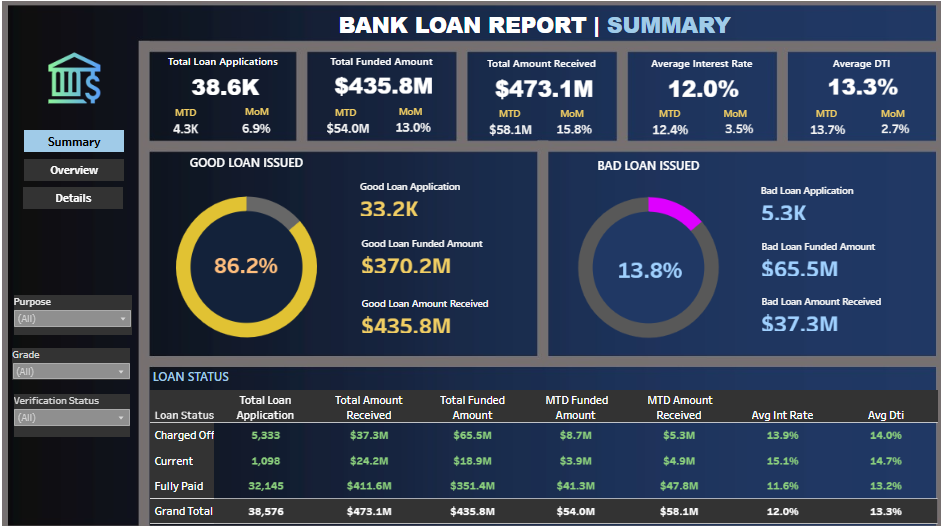 BANK LOAN REPORT | SUMMARY
Total Loan Applications
38.6K
MTD MoM
4.3K 6.9%
Total Funded Amount
$435.8M
MTD MoM
$54.0M 13.0%
Total Amount Received
$473.1M
MTD MoM
$58.1M 15.8%
Average Interest Rate
12.0%
MTD MoM
12.4% 3.5%
Average DTI
13.3%
MTD MoM
13.7% 2.7%
$
Summary
Overview
Details
Purpose
(All)
Grade
(All)
Verification Status
(All)
GOOD LOAN ISSUED
86.2%
Good Loan Application
33.2K
Good Loan Funded Amount
$370.2M
Good Loan Amount Received
$435.8M
BAD LOAN ISSUED
13.8%
Bad Loan Application
5.3K
Bad Loan Funded Amount
$65.5M
Bad Loan Amount Received
$37.3M
LOAN STATUS
Loan Status Total Loan Application Total Amount Received Total Funded Amount MTD Funded Amount MTD Amount Received Avg Int Rate Avg Dti
Charged Off 5,333 $37.3M $65.5M $8.7M $5.3M 13.9% 14.0%
Current 1,098 $24.2M $18.9M $3.9M $4.9M 15.1% 14.7%
Fully Paid 32,145 $411.6M $351.4M $41.3M $47.8M 11.6% 13.2%
Grand Total 38,576 $473.1M $435.8M $54.0M $58.1M 12.0% 13.3%